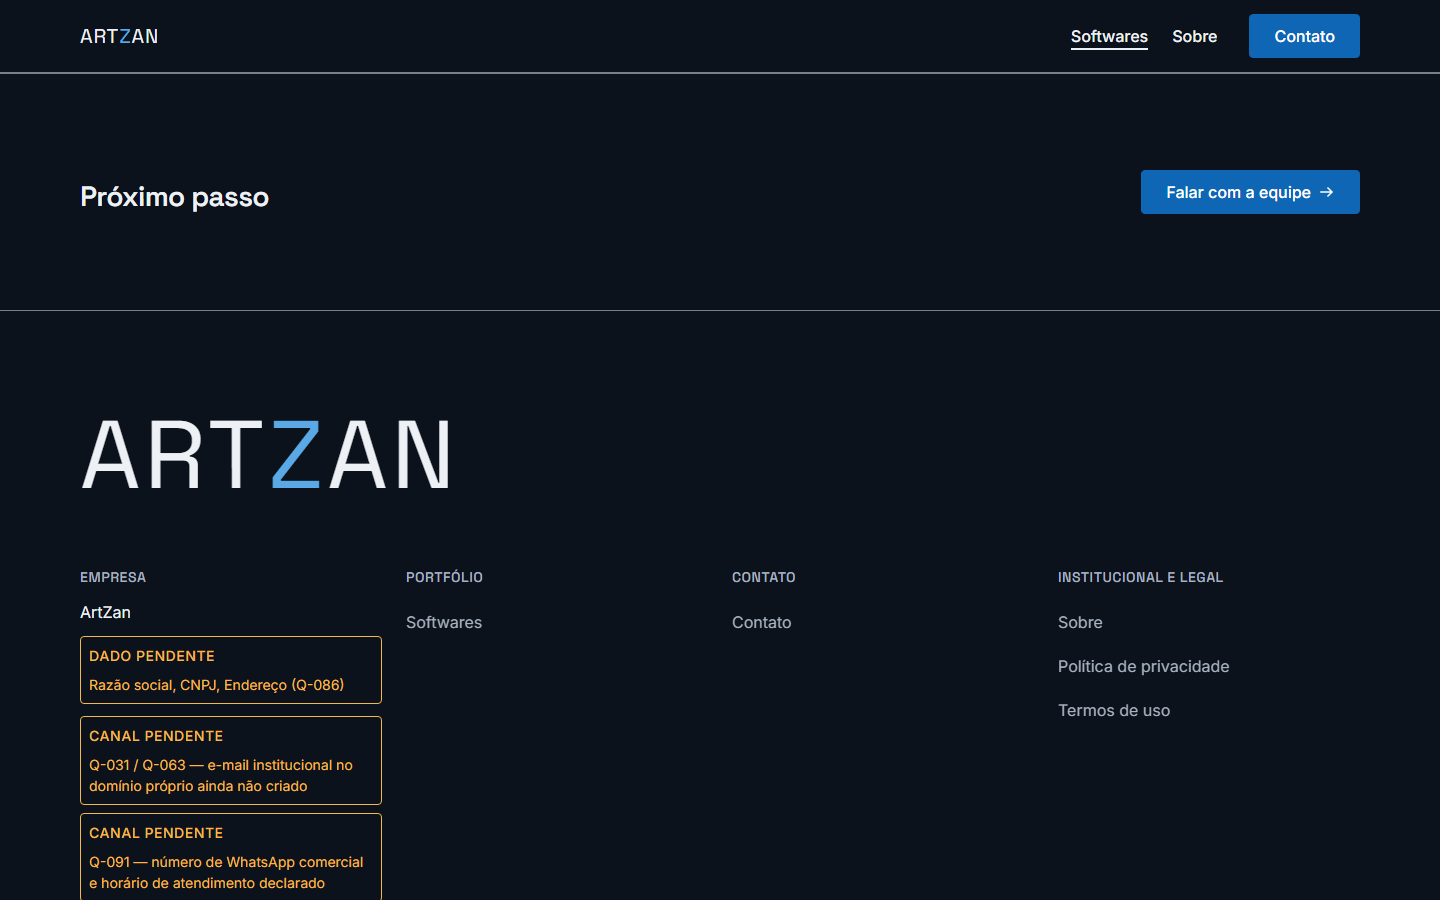 ARTZAN
Softwares
Sobre
Contato
Próximo passo
Falar com a equipe →
ARTZAN
EMPRESA
ArtZan
DADO PENDENTE
Razão social, CNPJ, Endereço (Q-086)
CANAL PENDENTE
Q-031 / Q-063 — e-mail institucional no
domínio próprio ainda não criado
CANAL PENDENTE
Q-091 — número de WhatsApp comercial
e horário de atendimento declarado
PORTFÓLIO
Softwares
CONTATO
Contato
INSTITUCIONAL E LEGAL
Sobre
Política de privacidade
Termos de uso